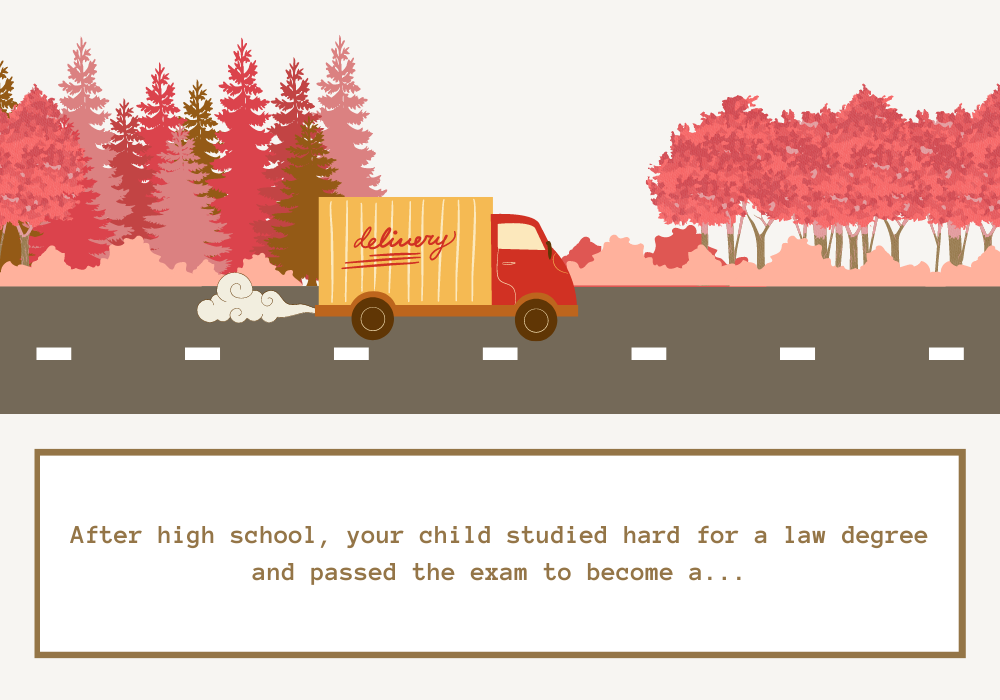 delivery
After high school, your child studied hard for a law degree
and passed the exam to become a...